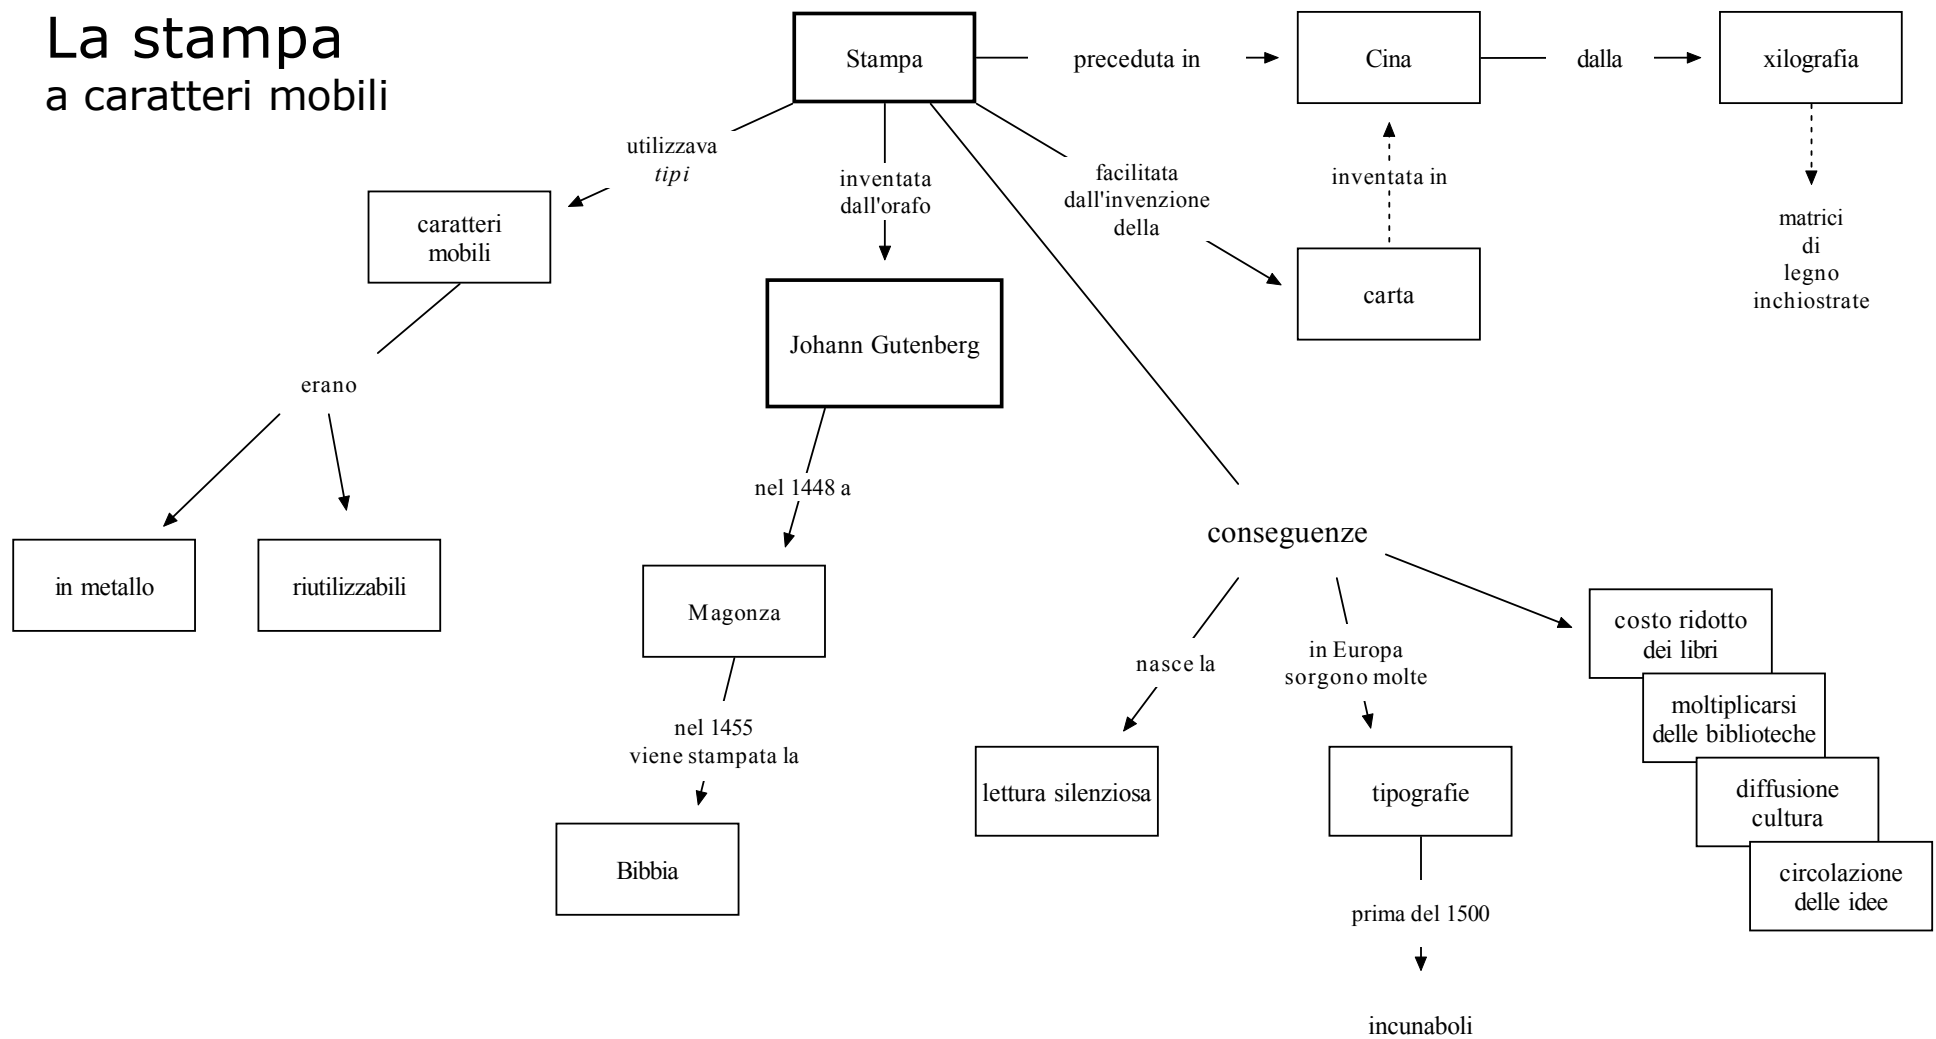 La stampa
a caratteri mobili
Stampa
preceduta in
Cina
dalla
xilografia
utilizzava
tipi
inventata
dall'orafo
facilitata
dall'invenzione
della
inventata in
matrici
di
legno
inchiostrate
caratteri
mobili
carta
Johann Gutenberg
erano
nel 1448 a
conseguenze
in metallo
riutilizzabili
Magonza
nasce la
in Europa
sorgono molte
costo ridotto
dei libri
moltiplicarsi
delle biblioteche
nel 1455
viene stampata la
lettura silenziosa
tipografie
diffusione
cultura
Bibbia
circolazione
delle idee
prima del 1500
incunaboli